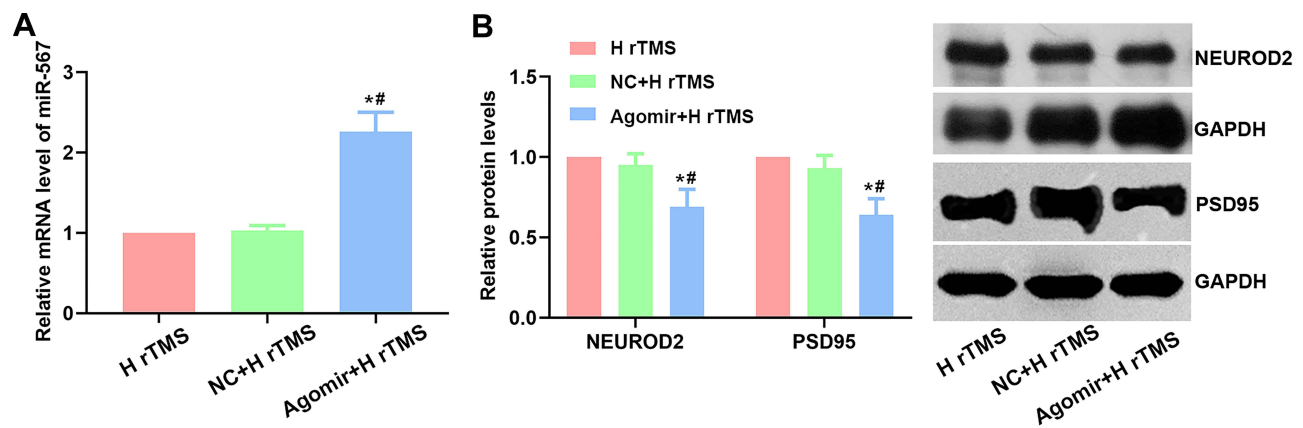 A
Relative mRNA level of miR-567
3
2
1
0
*#
H rTMS
NC+H rTMS
Agomir+H rTMS
B
H rTMS
NC+H rTMS
Agomir+H rTMS
Relative protein levels
1.5
1.0
0.5
0.0
*#
*#
NEUROD2
PSD95
NEUROD2
GAPDH
PSD95
GAPDH
H rTMS
NC+H rTMS
Agomir+H rTMS